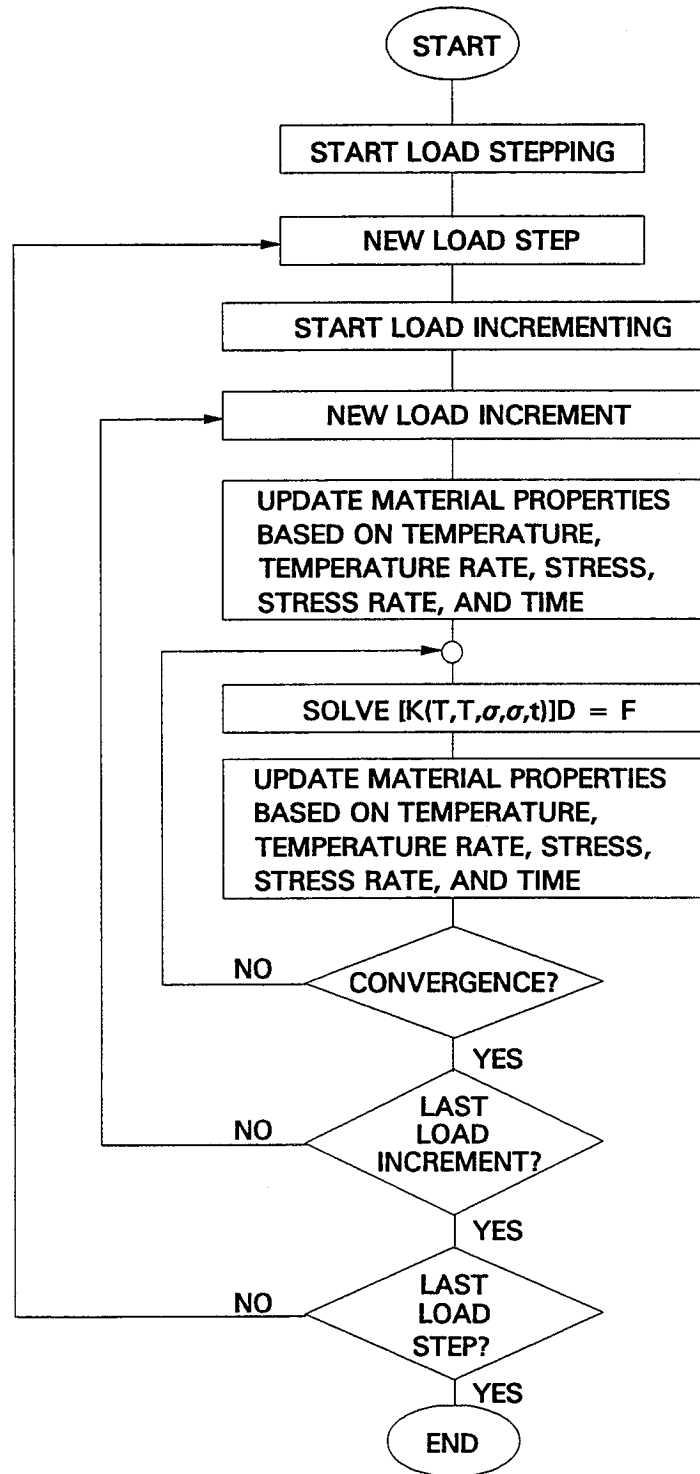 START
START LOAD STEPPING
NEW LOAD STEP
START LOAD INCREMENTING
NEW LOAD INCREMENT
UPDATE MATERIAL PROPERTIES
BASED ON TEMPERATURE,
TEMPERATURE RATE, STRESS,
STRESS RATE, AND TIME
SOLVE [K(T,T,σ,σ,t)]D = F
UPDATE MATERIAL PROPERTIES
BASED ON TEMPERATURE,
TEMPERATURE RATE, STRESS,
STRESS RATE, AND TIME
NO
CONVERGENCE?
YES
NO
LAST
LOAD
INCREMENT?
YES
NO
LAST
LOAD
STEP?
YES
END